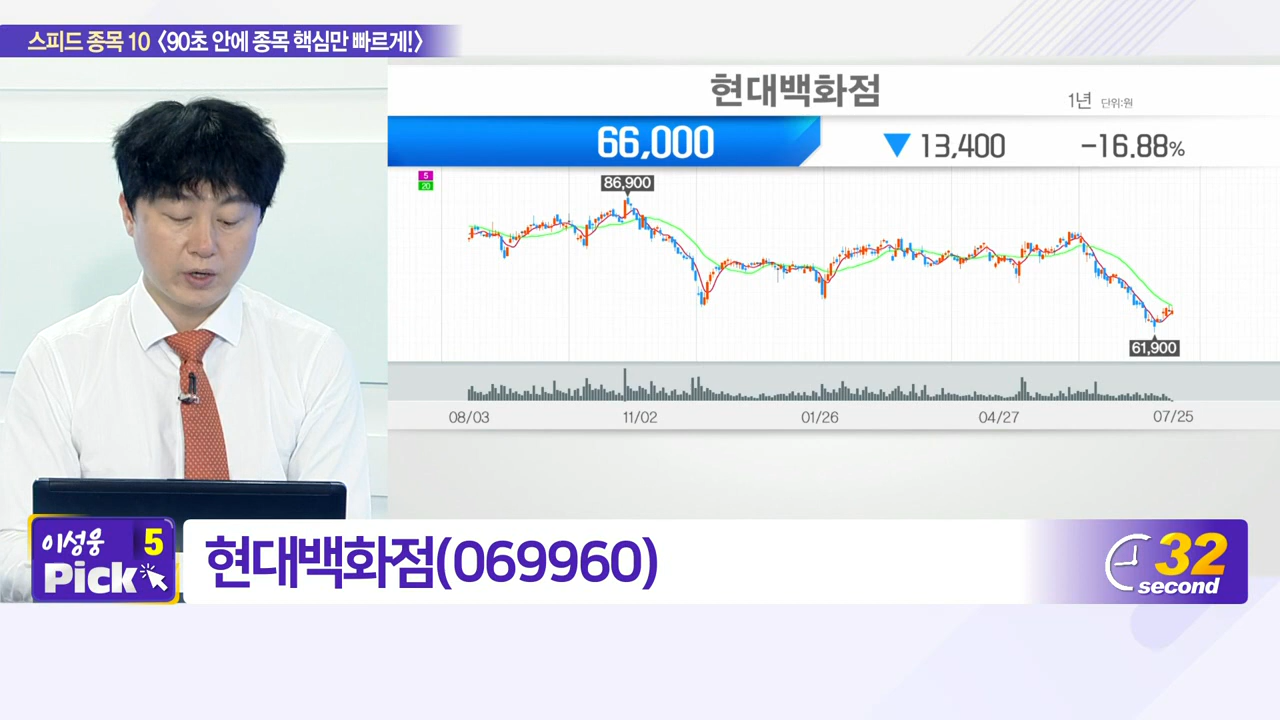 스피드 종목 10 <90초 안에 종목 핵심만 빠르게!>
현대백화점
1년 단위:원
66,000 ▼ 13,400 -16.88%
5
20
86,900
61,900
08/03 11/02 01/26 04/27 07/25
이성웅 5
Pick
현대백화점(069960)
32
second